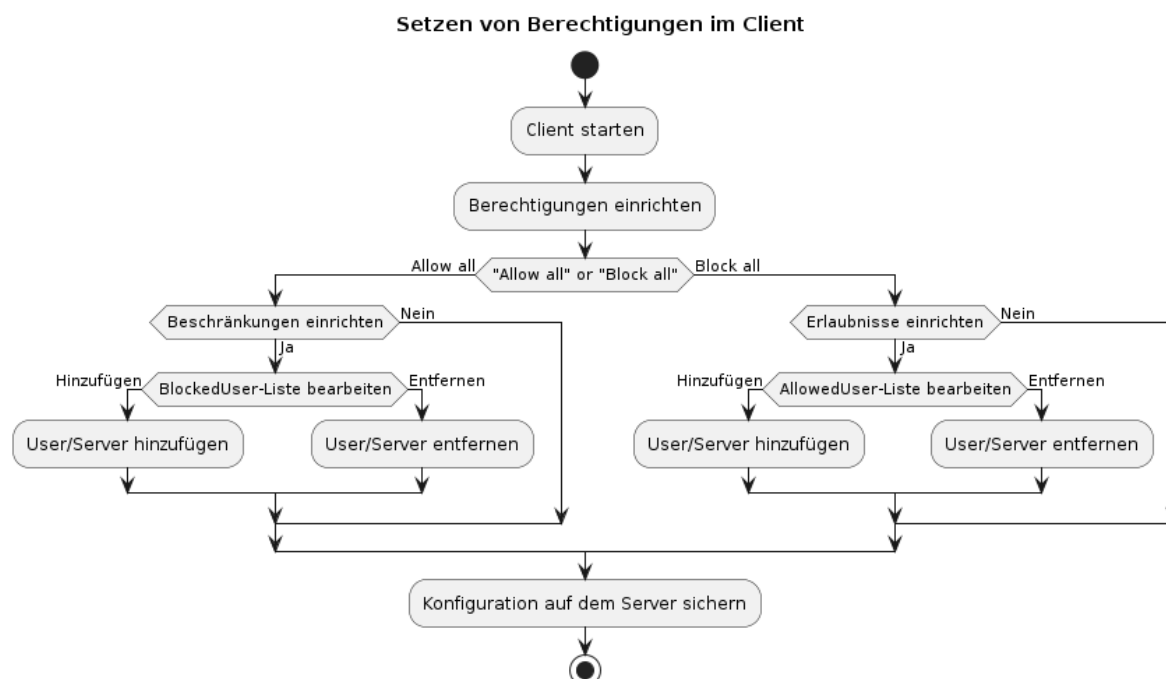 Setzen von Berechtigungen im Client
Client starten
Berechtigungen einrichten
Allow all
"Allow all" or "Block all"
Block all
Beschränkungen einrichten
Nein
Ja
Hinzufügen
BlockedUser-Liste bearbeiten
Entfernen
User/Server hinzufügen
User/Server entfernen
Erlaubnisse einrichten
Nein
Ja
Hinzufügen
AllowedUser-Liste bearbeiten
Entfernen
User/Server hinzufügen
User/Server entfernen
Konfiguration auf dem Server sichern